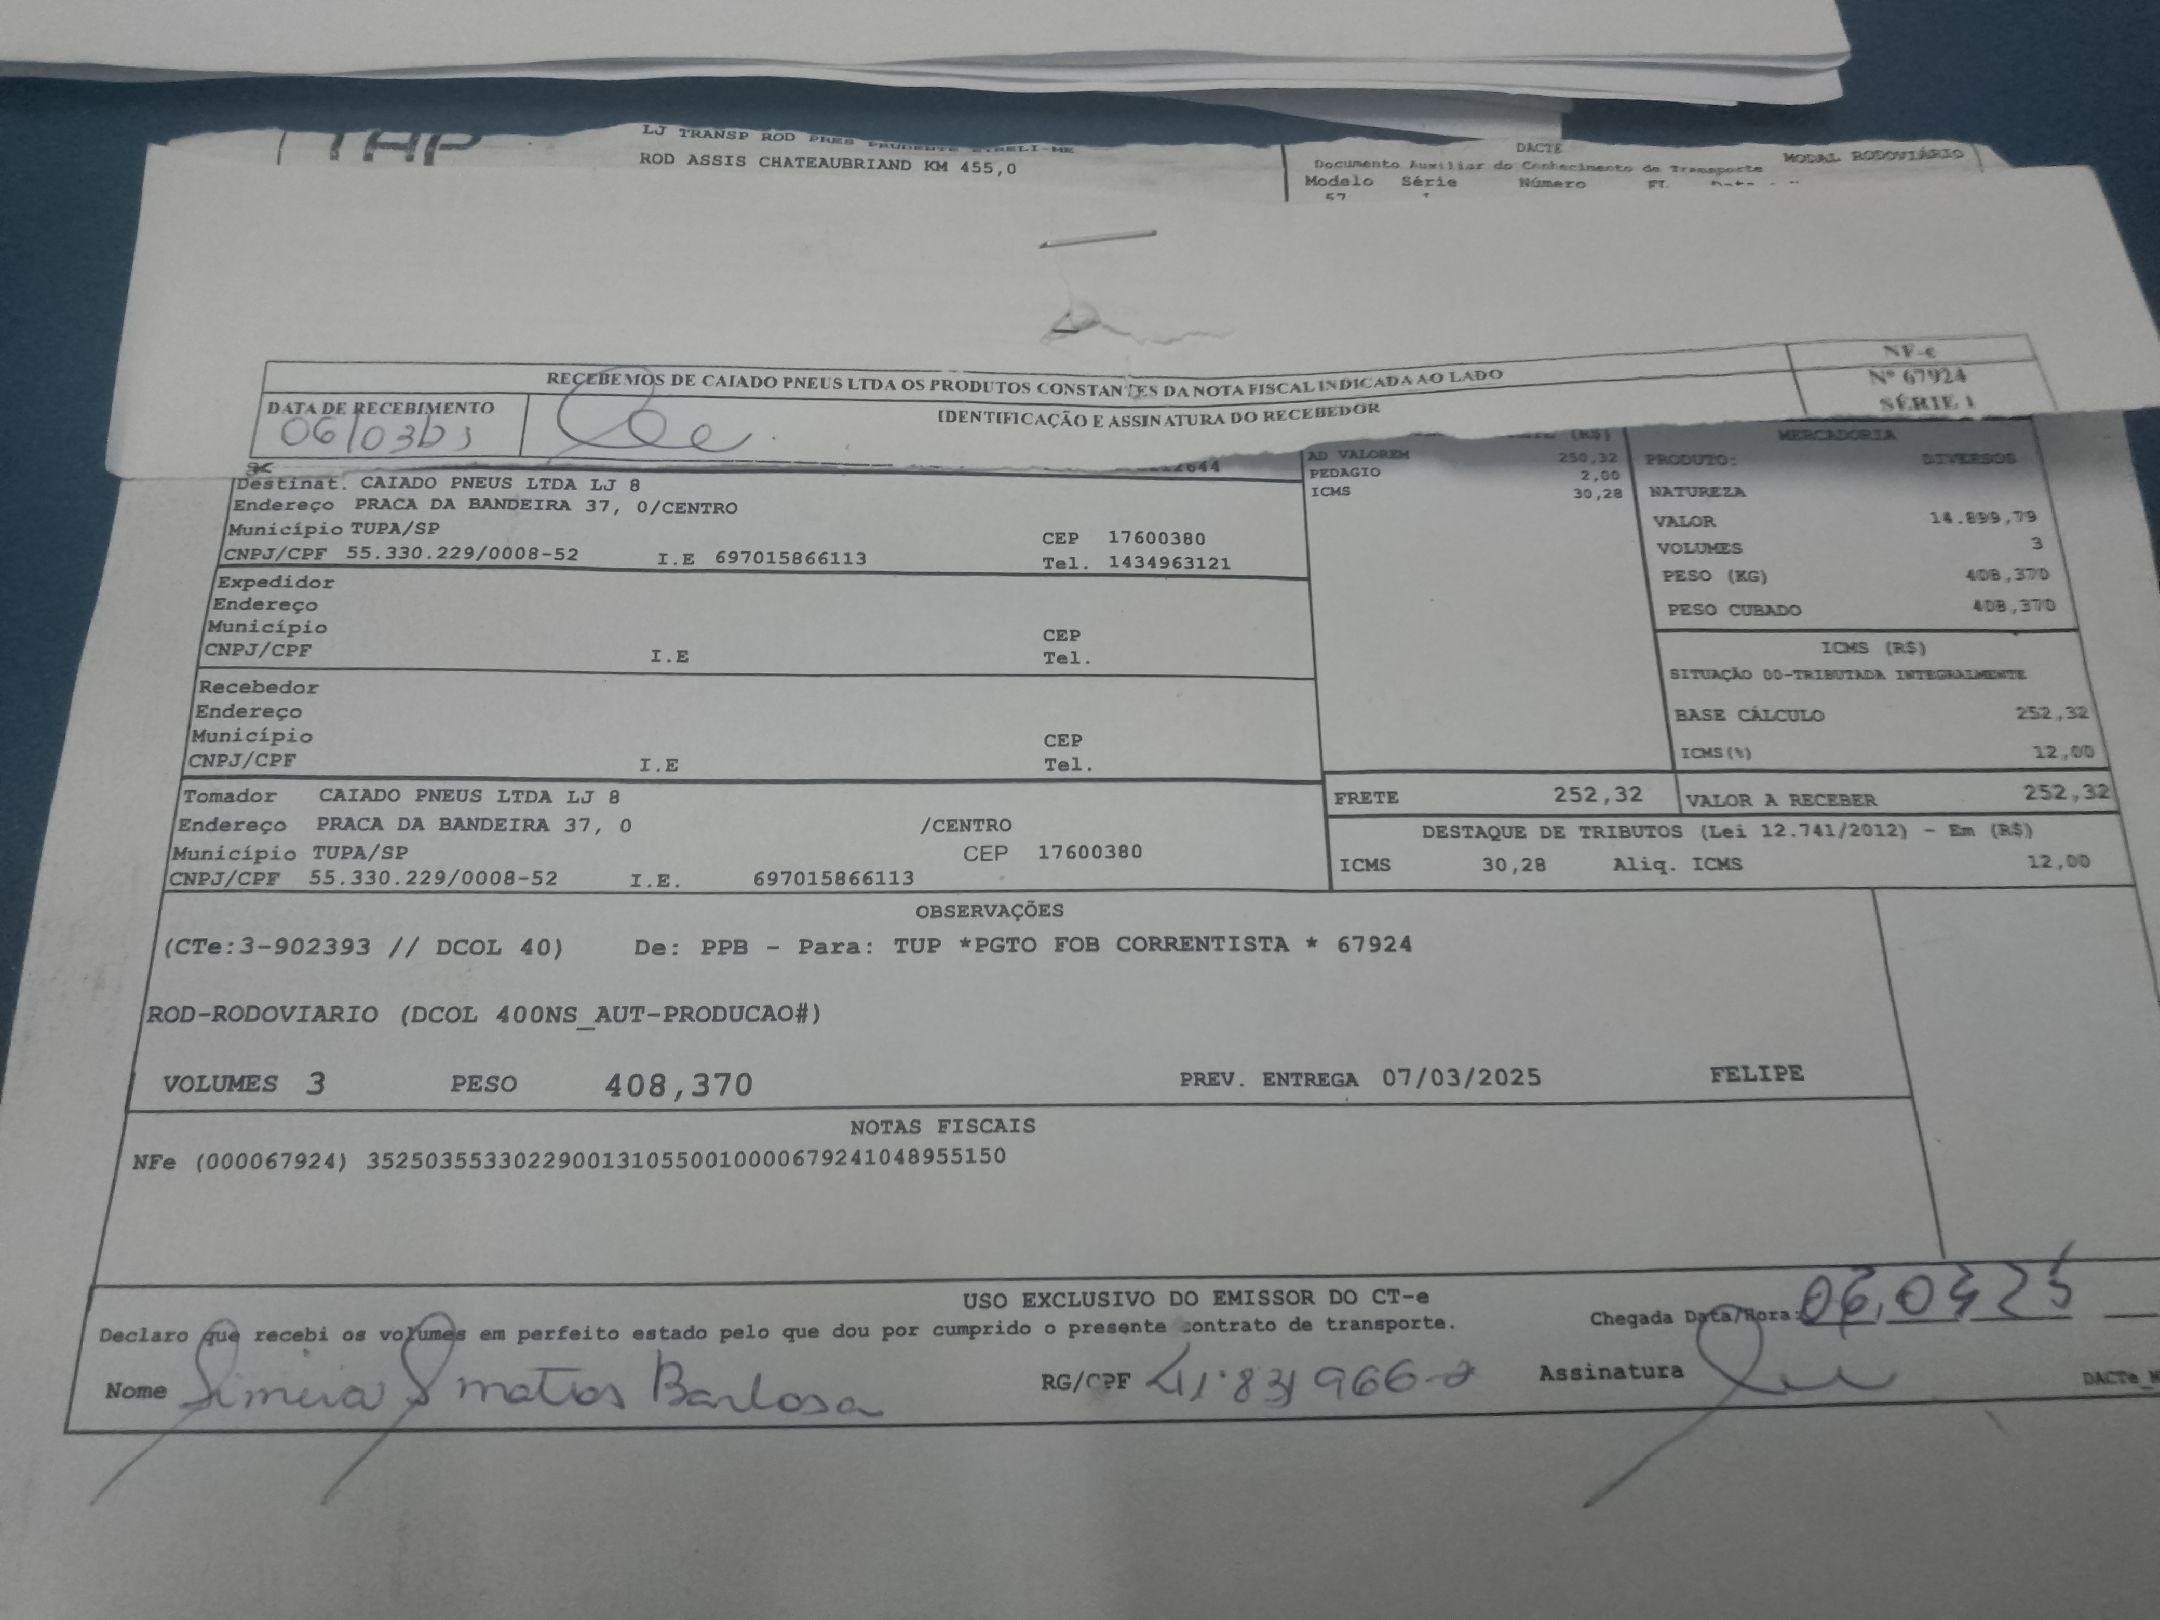 TAP
LJ TRANSP ROD PRES PRUDENTE EIRELI-ME
ROD ASSIS CHATEAUBRIAND KM 455,0
DACTE
Documento Auxiliar do Conhecimento de Transporte
MODAL RODOVIÁRIO
Modelo Série Número FL
57
RECEBEMOS DE CAIADO PNEUS LTDA OS PRODUTOS CONSTANTES DA NOTA FISCAL INDICADA AO LADO
NF-e
Nº 67924
SÉRIE 1
DATA DE RECEBIMENTO
IDENTIFICAÇÃO E ASSINATURA DO RECEBEDOR
06/03
Destinat. CAIADO PNEUS LTDA LJ 8
Endereço PRACA DA BANDEIRA 37, 0/CENTRO
Município TUPA/SP CEP 17600380
CNPJ/CPF 55.330.229/0008-52 I.E 697015866113 Tel. 1434963121
Expedidor
Endereço
Município CEP
CNPJ/CPF I.E Tel.
Recebedor
Endereço
Município CEP
CNPJ/CPF I.E Tel.
Tomador CAIADO PNEUS LTDA LJ 8
Endereço PRACA DA BANDEIRA 37, 0 /CENTRO
Município TUPA/SP CEP 17600380
CNPJ/CPF 55.330.229/0008-52 I.E. 697015866113
(R$)
AD VALOREM 250,32
PEDAGIO 2,00
ICMS 30,28
MERCADORIA
PRODUTO: DIVERSOS
NATUREZA
VALOR 14.899,79
VOLUMES 3
PESO (KG) 408,370
PESO CUBADO 408,370
ICMS (R$)
SITUAÇÃO 00-TRIBUTADA INTEGRALMENTE
BASE CÁLCULO 252,32
ICMS(%) 12,00
FRETE 252,32 VALOR A RECEBER 252,32
DESTAQUE DE TRIBUTOS (Lei 12.741/2012) - Em (R$)
ICMS 30,28 Aliq. ICMS 12,00
OBSERVAÇÕES
(CTe:3-902393 // DCOL 40) De: PPB - Para: TUP *PGTO FOB CORRENTISTA * 67924
ROD-RODOVIARIO (DCOL 400NS_AUT-PRODUCAO#)
VOLUMES 3 PESO 408,370 PREV. ENTREGA 07/03/2025 FELIPE
NOTAS FISCAIS
NFe (000067924) 35250355330229001310550010000679241048955150
USO EXCLUSIVO DO EMISSOR DO CT-e
Declaro que recebi os volumes em perfeito estado pelo que dou por cumprido o presente contrato de transporte.
Chegada Data/Hora: 06,03,25
Nome S matos Barbosa RG/CPF Assinatura